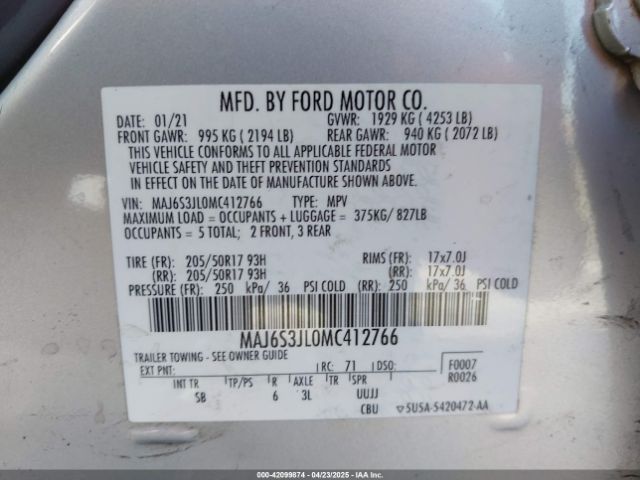 MFD. BY FORD MOTOR CO.
DATE: 01/21 GVWR: 1929 KG ( 4253 LB)
FRONT GAWR: 995 KG ( 2194 LB) REAR GAWR: 940 KG ( 2072 LB)
THIS VEHICLE CONFORMS TO ALL APPLICABLE FEDERAL MOTOR
VEHICLE SAFETY AND THEFT PREVENTION STANDARDS
IN EFFECT ON THE DATE OF MANUFACTURE SHOWN ABOVE.
VIN: MAJ6S3JL0MC412766 TYPE: MPV
MAXIMUM LOAD = OCCUPANTS + LUGGAGE = 375KG/ 827LB
OCCUPANTS = 5 TOTAL; 2 FRONT, 3 REAR
TIRE (FR): 205/50R17 93H RIMS (FR): 17x7.0J
(RR): 205/50R17 93H (RR): 17x7.0J
PRESSURE (FR): 250 kPa/ 36 PSI COLD (RR): 250 kPa/ 36 PSI COLD
MAJ6S3JL0MC412766
TRAILER TOWING - SEE OWNER GUIDE
EXT PNT: RC: 71 DSO: F0007
R0026
INT TR TP/PS R AXLE TR SPR
SB 6 3L UUJJ
CBU 5U5A-5420472-AA
000-42099874 - 04/23/2025 - IAAI.COM